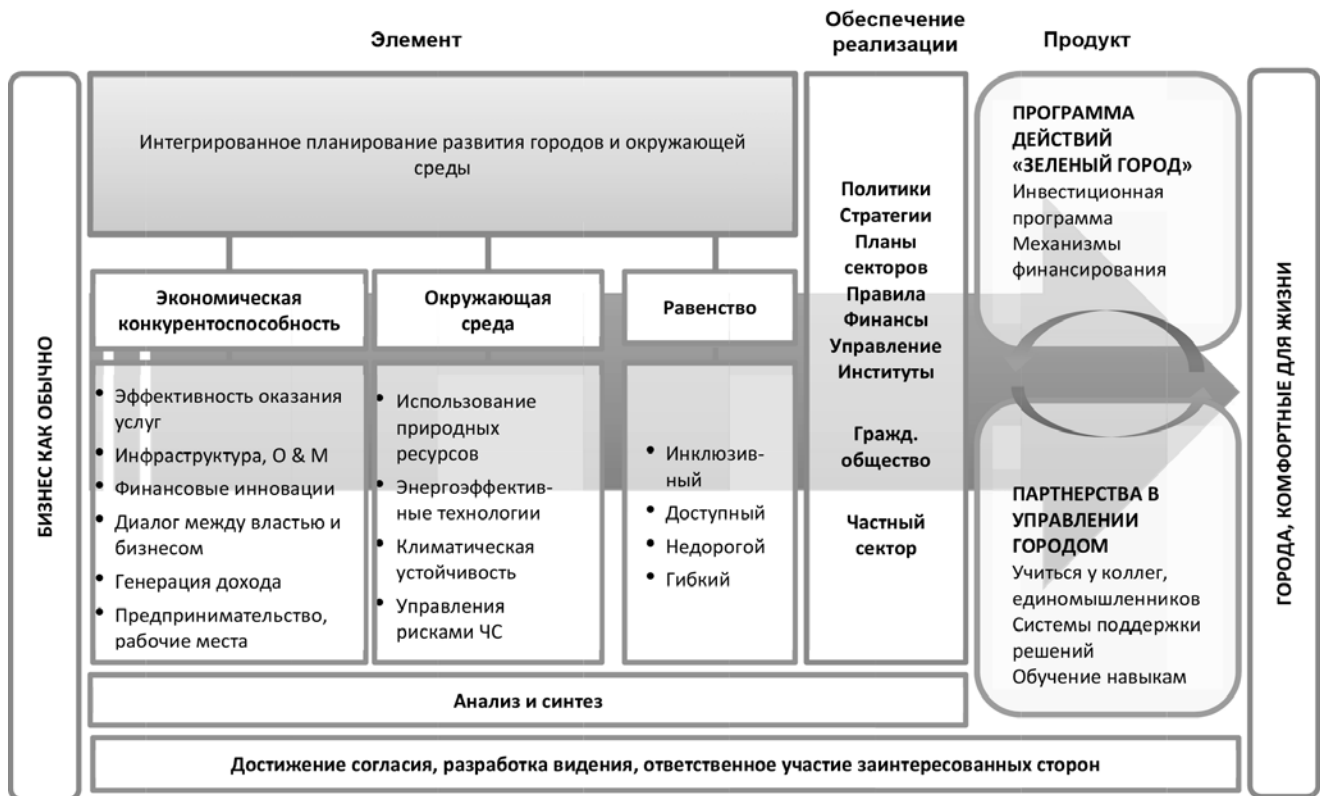 Элемент
Обеспечение
реализации
Продукт
БИЗНЕС КАК ОБЫЧНО
Интегрированное планирование развития городов и окружающей
среды
Экономическая
конкурентоспособность
• Эффективность оказания
услуг
• Инфраструктура, O & M
• Финансовые инновации
• Диалог между властью и
бизнесом
• Генерация дохода
• Предпринимательство,
рабочие места
Окружающая
среда
• Использование
природных
ресурсов
• Энергоэффектив-
ные технологии
• Климатическая
устойчивость
• Управления
рисками ЧС
Равенство
• Инклюзив-
ный
• Доступный
• Недорогой
• Гибкий
Политики
Стратегии
Планы
секторов
Правила
Финансы
Управление
Институты
Гражд.
общество
Частный
сектор
ПРОГРАММА
ДЕЙСТВИЙ
«ЗЕЛЕНЫЙ ГОРОД»
Инвестиционная
программа
Механизмы
финансирования
ПАРТНЕРСТВА В
УПРАВЛЕНИИ
ГОРОДОМ
Учиться у коллег,
единомышленников
Системы поддержки
решений
Обучение навыкам
ГОРОДА, КОМФОРТНЫЕ ДЛЯ ЖИЗНИ
Анализ и синтез
Достижение согласия, разработка видения, ответственное участие заинтересованных сторон